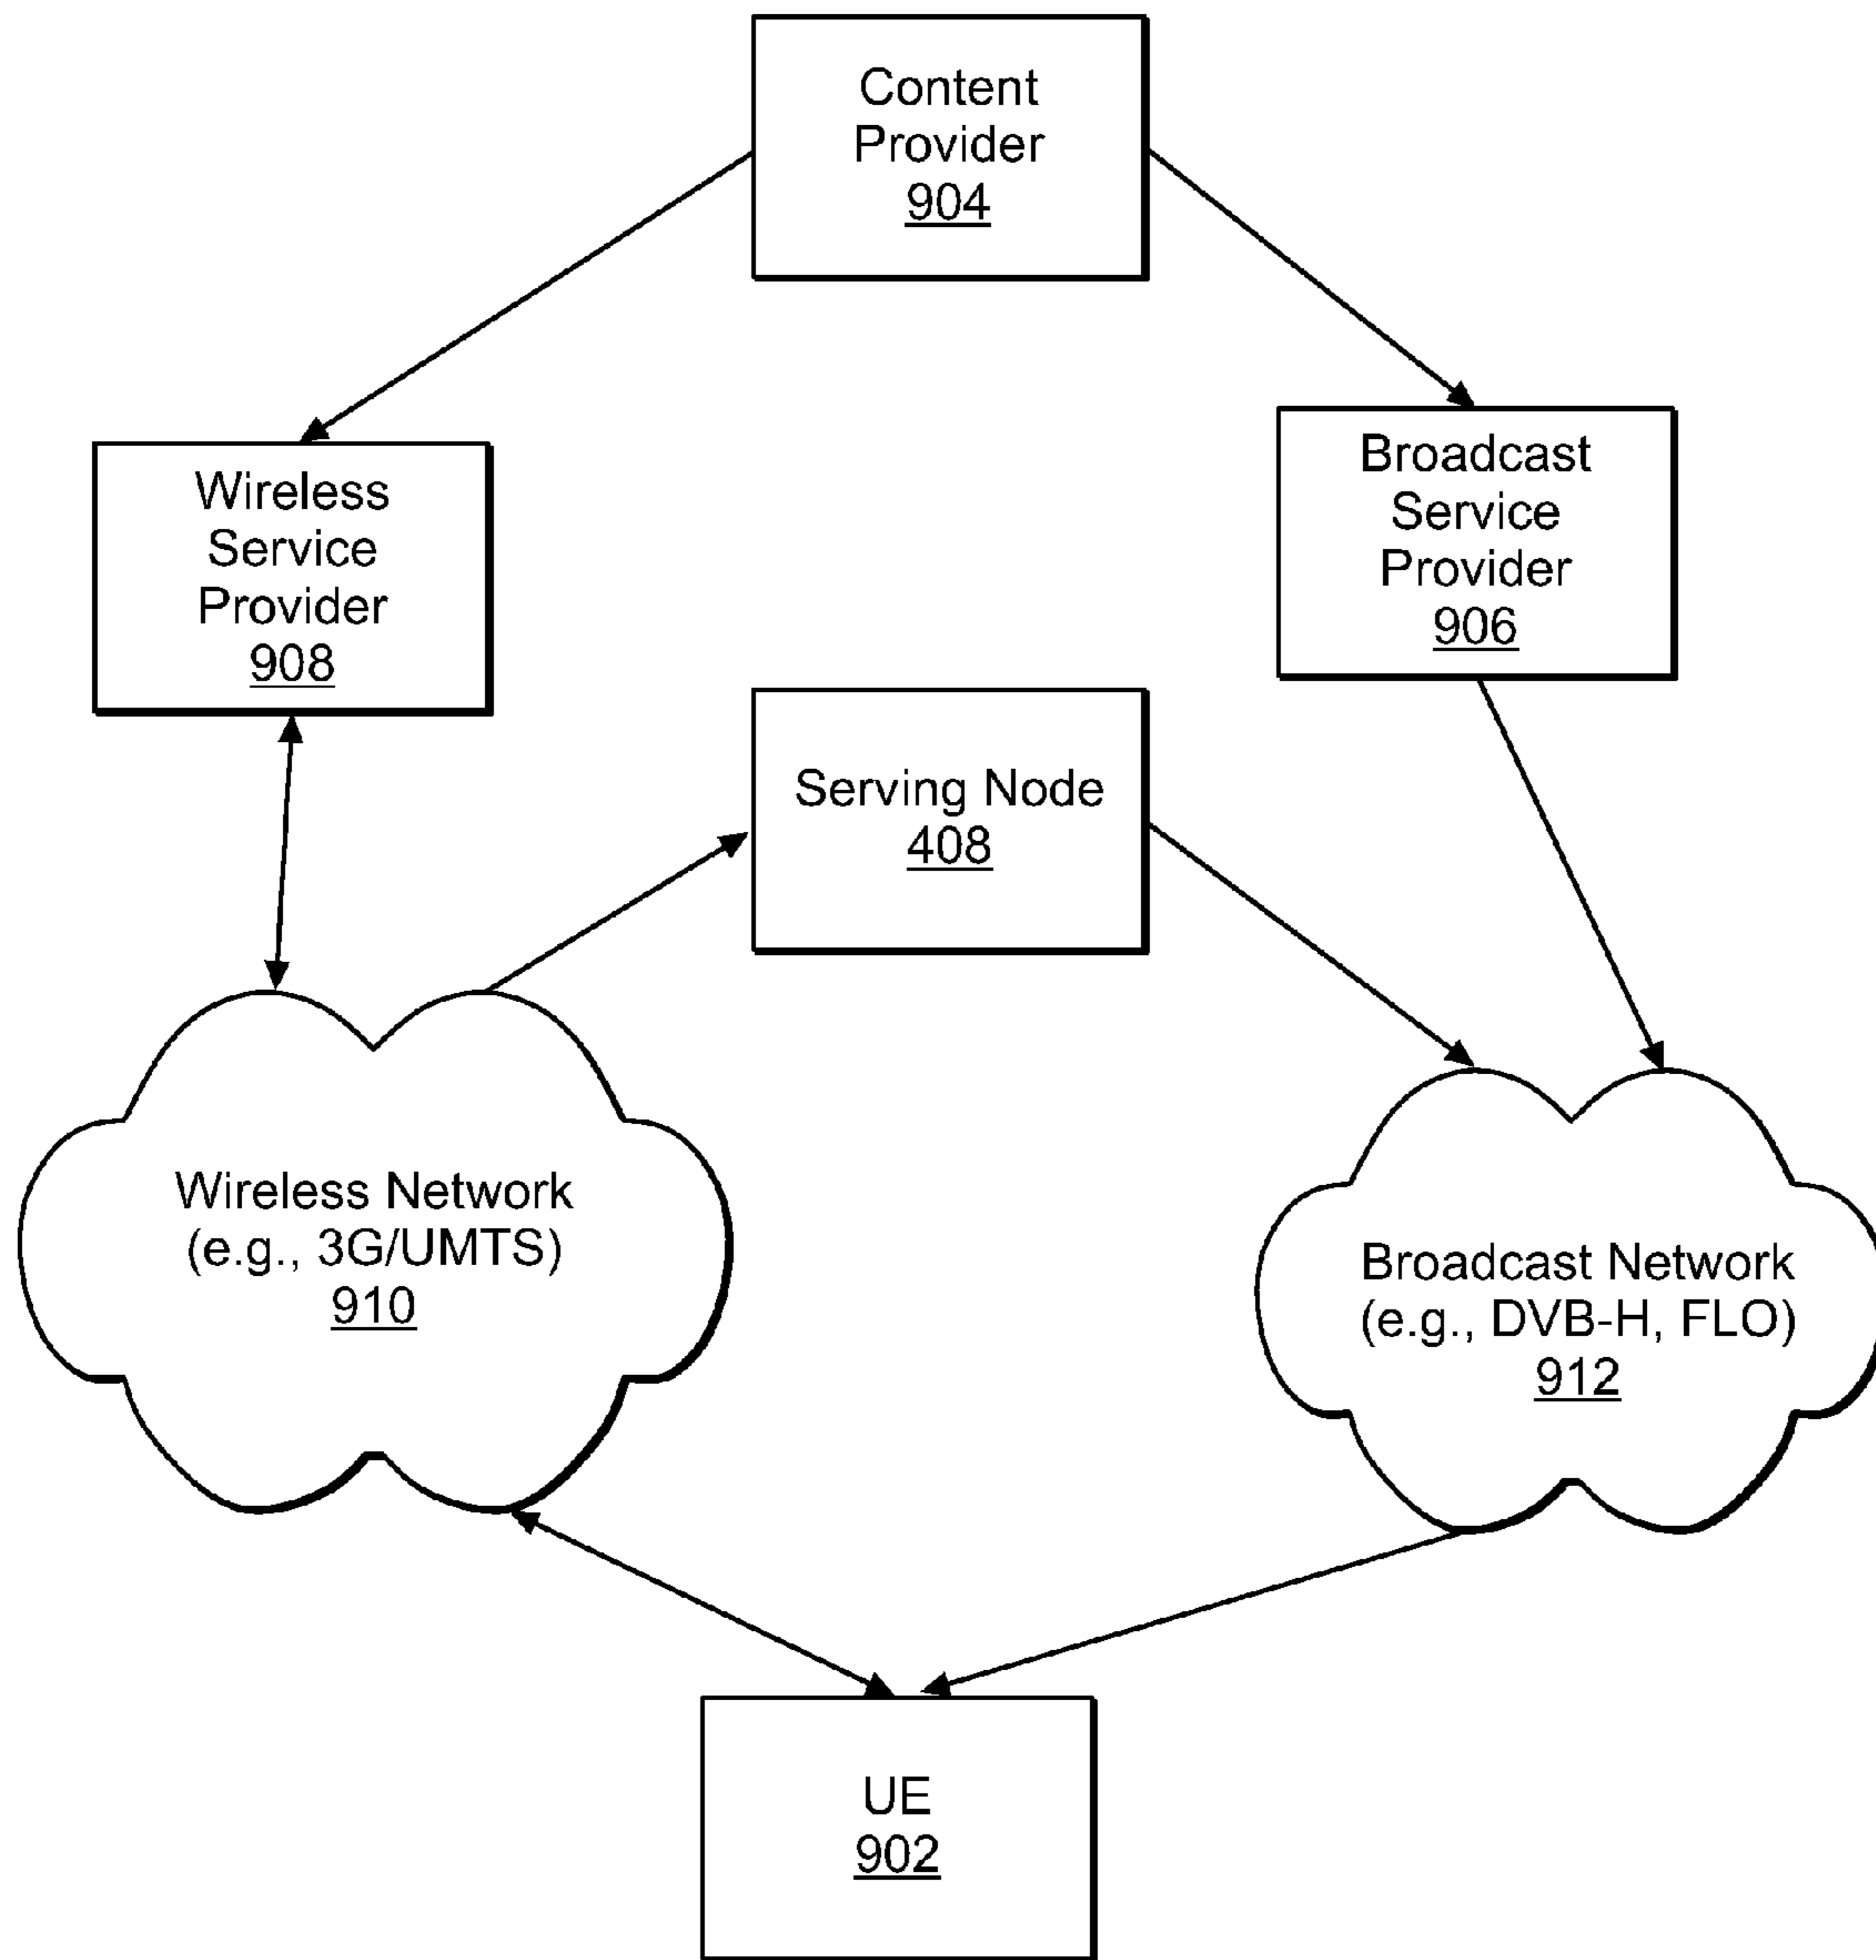 Content
Provider
904
Wireless
Service
Provider
908
Broadcast
Service
Provider
906
Serving Node
408
Wireless Network
(e.g., 3G/UMTS)
910
Broadcast Network
(e.g., DVB-H, FLO)
912
UE
902